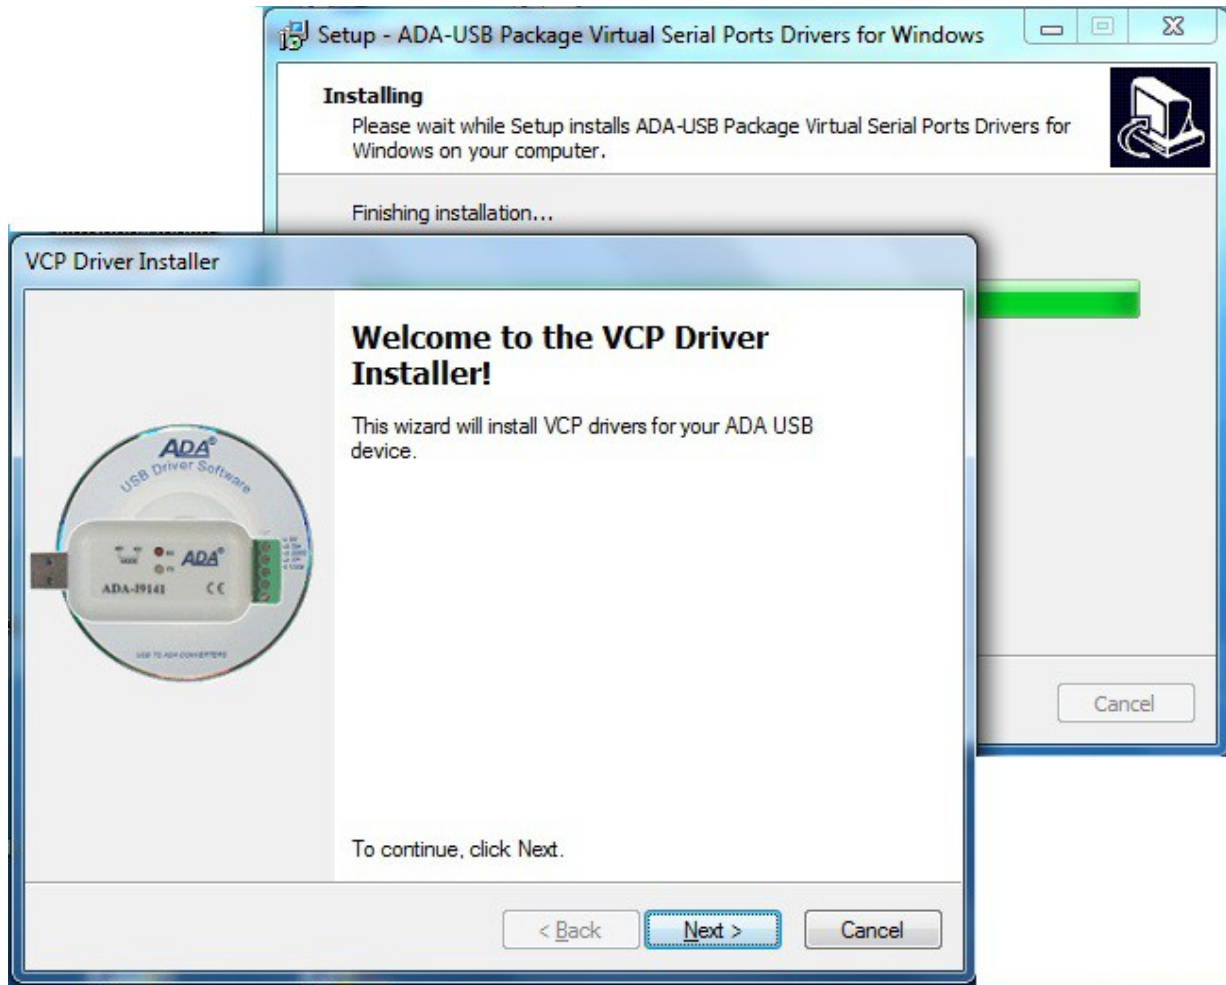 Setup - ADA-USB Package Virtual Serial Ports Drivers for Windows
Installing
Please wait while Setup installs ADA-USB Package Virtual Serial Ports Drivers for
Windows on your computer.
Finishing installation...
Cancel
VCP Driver Installer
Welcome to the VCP Driver
Installer!
This wizard will install VCP drivers for your ADA USB
device.
ADA®
USB Driver Software
MODE
ADA®
ADA-I9141 CE
To continue, click Next.
< Back
Next >
Cancel